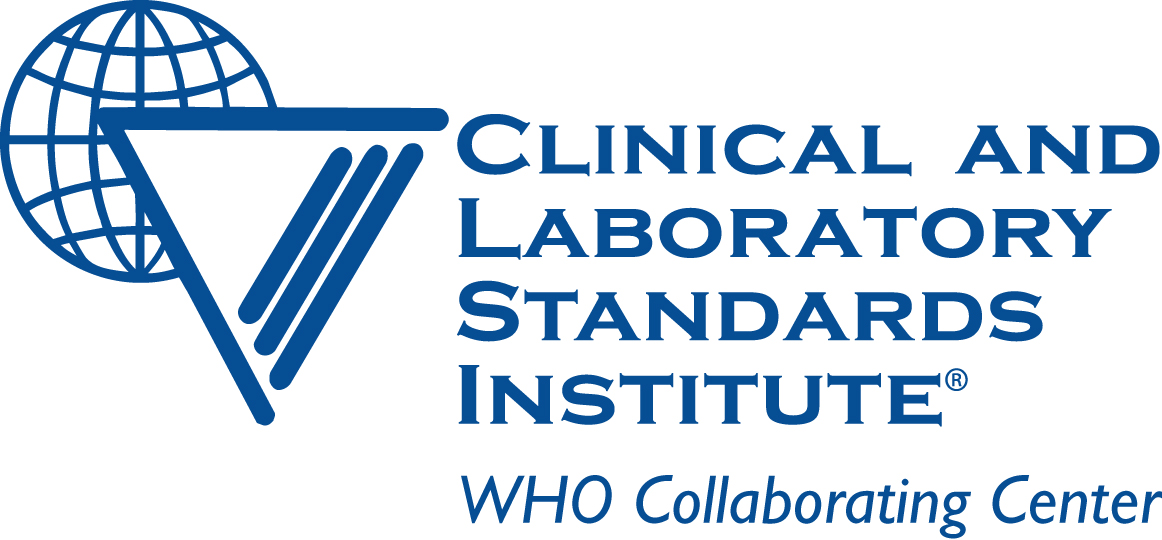 CLINICAL AND
LABORATORY
STANDARDS
INSTITUTE®
WHO Collaborating Center